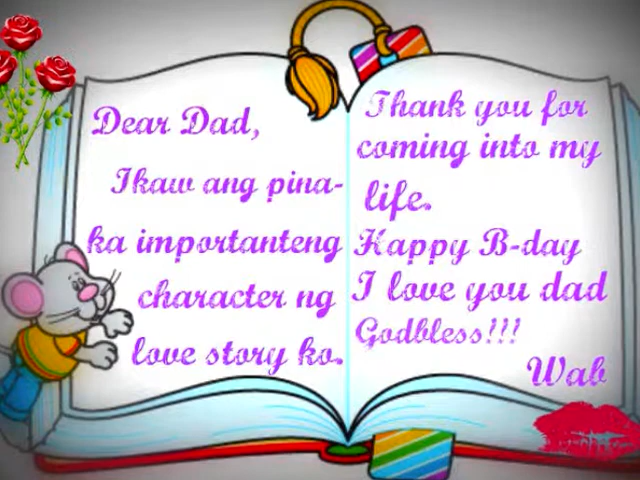 Dear Dad,
Ikaw ang pina-
ka importanteng
character ng
love story ko.
Thank you for
coming into my
life.
Happy B-day
I love you dad
Godbless!!!
Wab